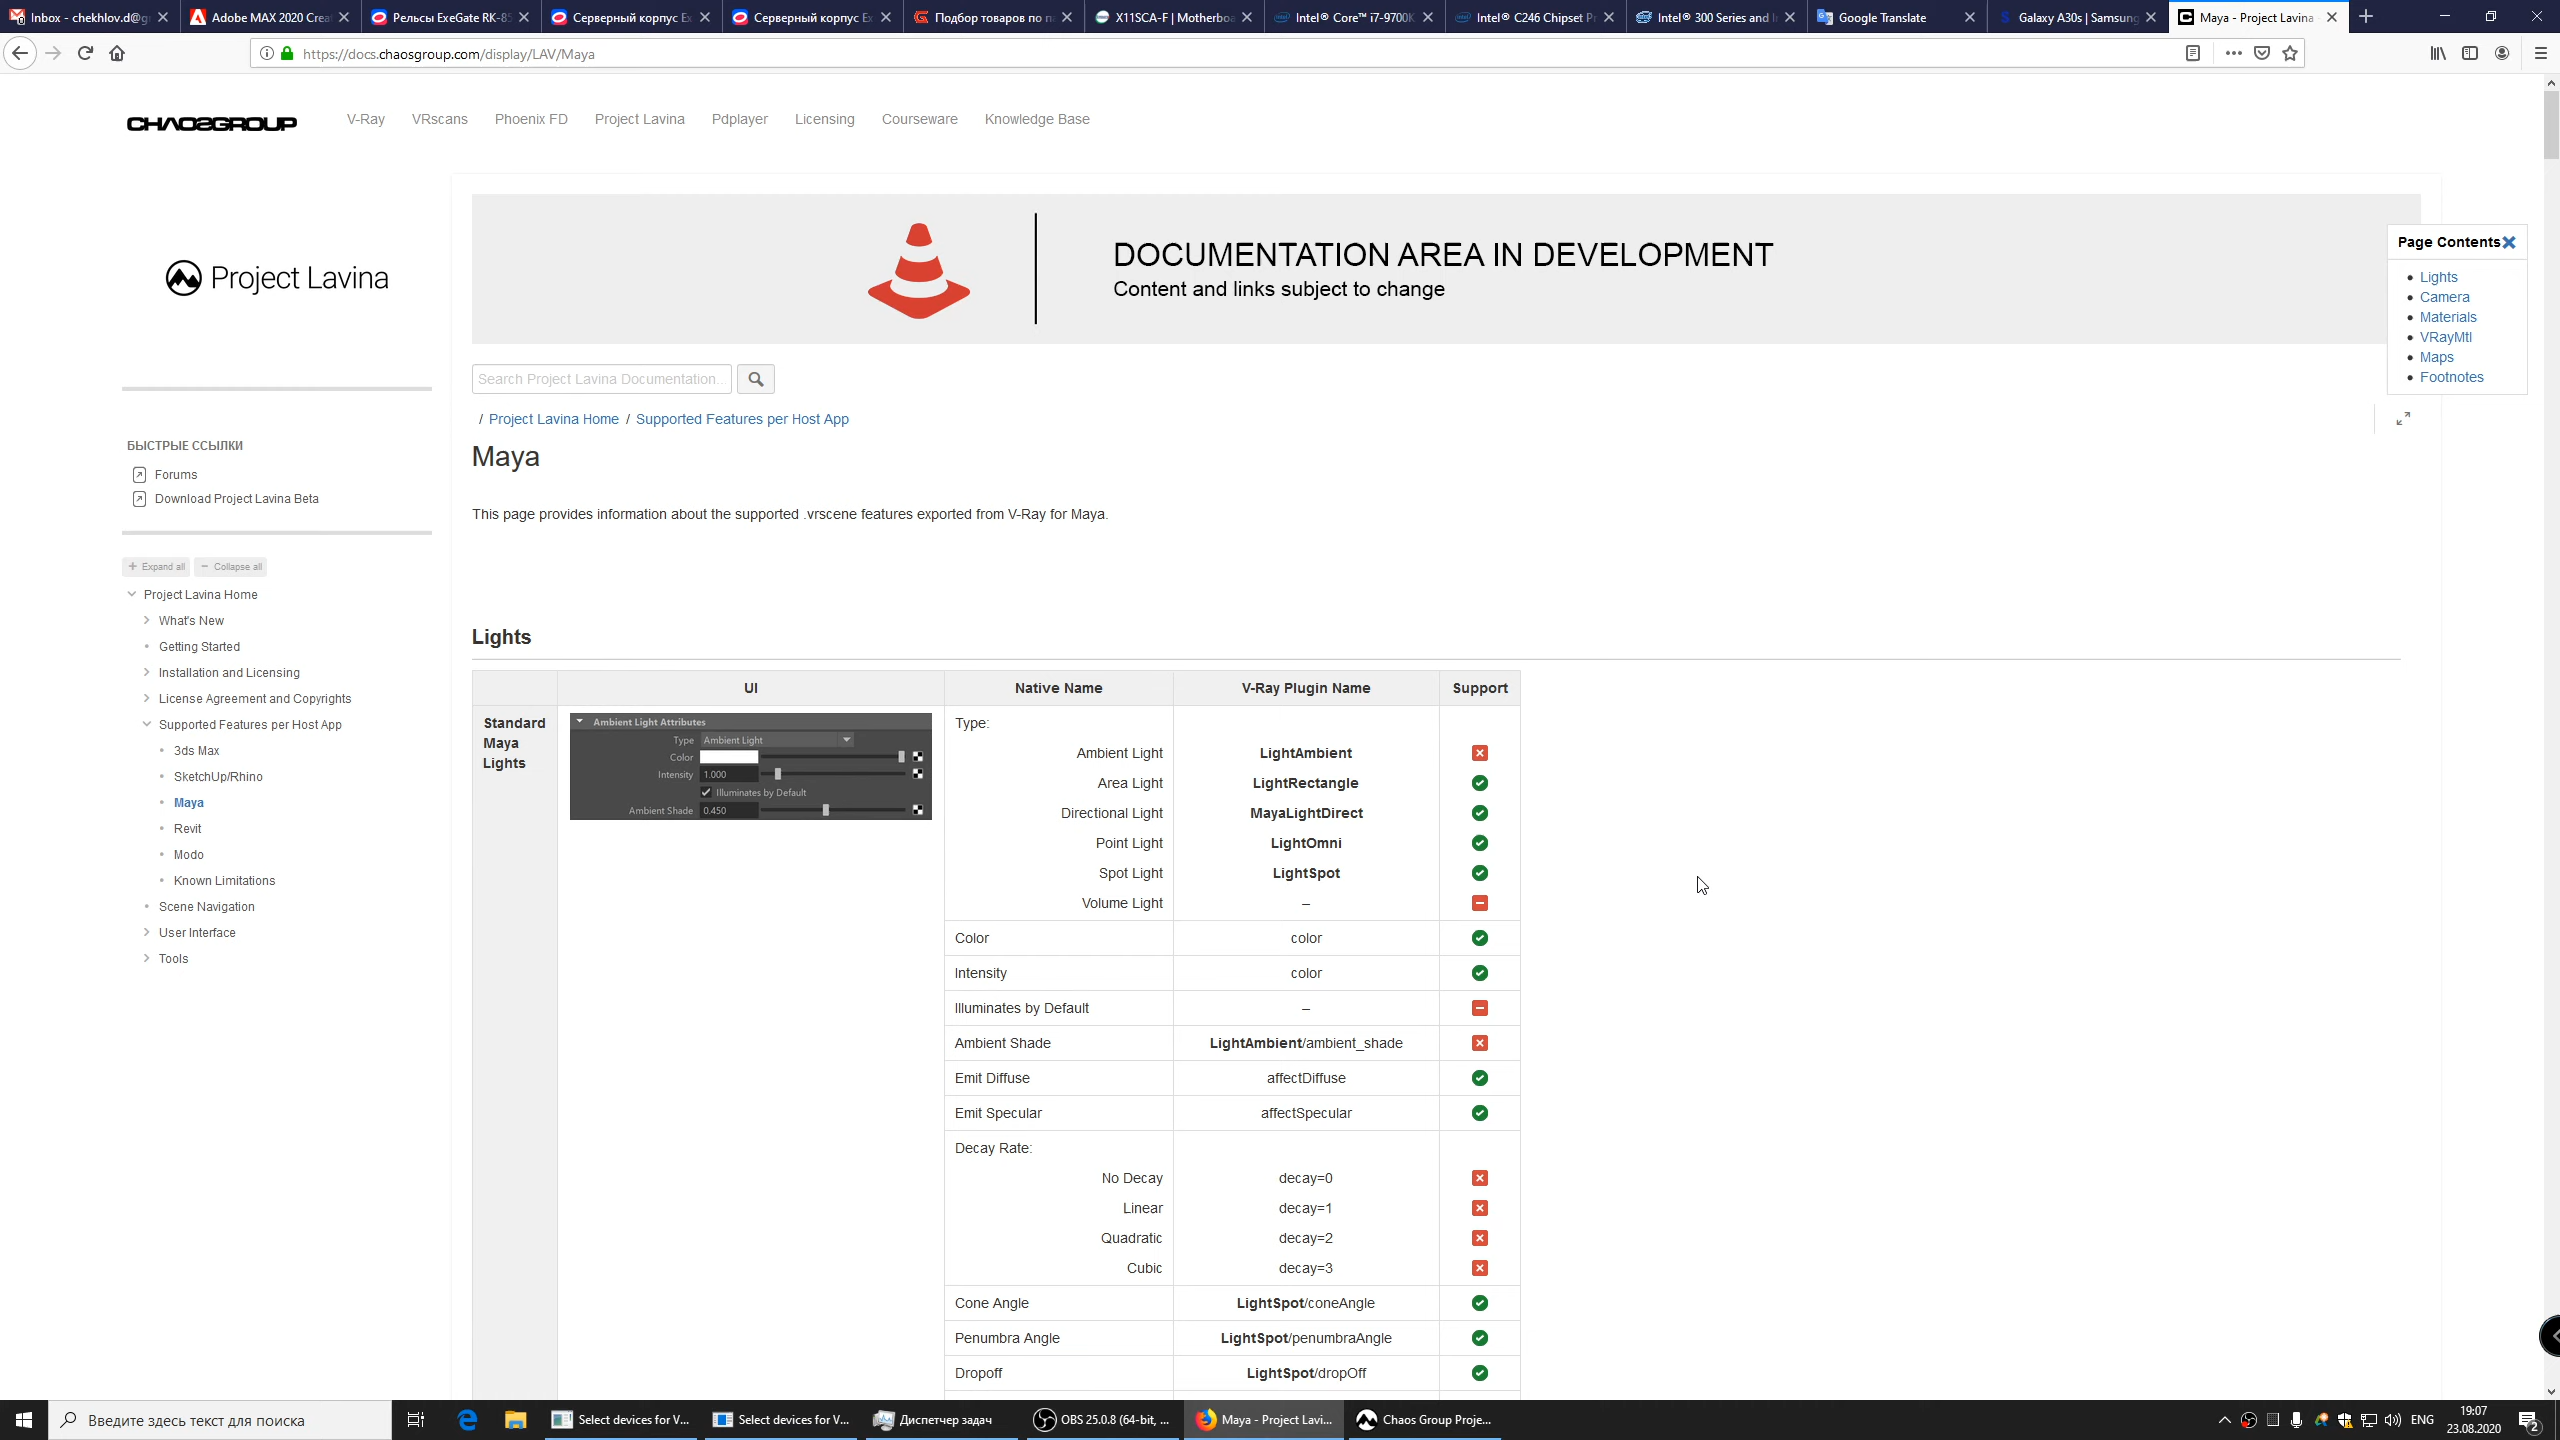 Inbox - chekhlov.d@g
Adobe MAX 2020 Crea
Рельсы ExeGate RK-85
Серверный корпус Ex
Серверный корпус Ex
Подбор товаров по п
X11SCA-F | Motherboa
Intel® Core™ i7-9700K
Intel® C246 Chipset P
Intel® 300 Series and I
Google Translate
Galaxy A30s | Samsung
Maya - Project Lavina
https://docs.chaosgroup.com/display/LAV/Maya
CHAOSGROUP
V-Ray
VRscans
Phoenix FD
Project Lavina
Pdplayer
Licensing
Courseware
Knowledge Base
Project Lavina
DOCUMENTATION AREA IN DEVELOPMENT
Content and links subject to change
Page Contents
Lights
Camera
Materials
VRayMtl
Maps
Footnotes
Search Project Lavina Documentation...
/ Project Lavina Home / Supported Features per Host App
Maya
This page provides information about the supported .vrscene features exported from V-Ray for Maya.
БЫСТРЫЕ ССЫЛКИ
Forums
Download Project Lavina Beta
Expand all
Collapse all
Project Lavina Home
What's New
Getting Started
Installation and Licensing
License Agreement and Copyrights
Supported Features per Host App
3ds Max
SketchUp/Rhino
Maya
Revit
Modo
Known Limitations
Scene Navigation
User Interface
Tools
Lights
UI
Native Name
V-Ray Plugin Name
Support
Standard
Maya
Lights
Ambient Light Attributes
Type Ambient Light
Color
Intensity 1.000
Illuminates by Default
Ambient Shade 0.450
Type:
Ambient Light LightAmbient
Area Light LightRectangle
Directional Light MayaLightDirect
Point Light LightOmni
Spot Light LightSpot
Volume Light –
Color color
Intensity color
Illuminates by Default –
Ambient Shade LightAmbient/ambient_shade
Emit Diffuse affectDiffuse
Emit Specular affectSpecular
Decay Rate:
No Decay decay=0
Linear decay=1
Quadratic decay=2
Cubic decay=3
Cone Angle LightSpot/coneAngle
Penumbra Angle LightSpot/penumbraAngle
Dropoff LightSpot/dropOff
Введите здесь текст для поиска
Select devices for V...
Select devices for V...
Диспетчер задач
OBS 25.0.8 (64-bit, ...
Maya - Project Lavi...
Chaos Group Proje...
ENG
19:07
23.08.2020
2